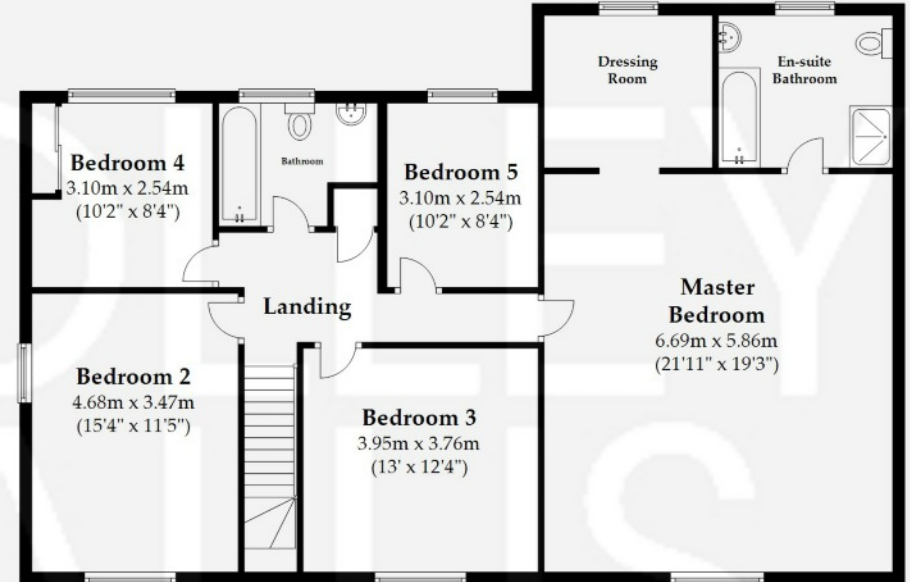 Dressing
Room
En-suite
Bathroom
Bedroom 4
3.10m x 2.54m
(10'2" x 8'4")
Bathroom
Bedroom 5
3.10m x 2.54m
(10'2" x 8'4")
Landing
Master
Bedroom
6.69m x 5.86m
(21'11" x 19'3")
Bedroom 2
4.68m x 3.47m
(15'4" x 11'5")
Bedroom 3
3.95m x 3.76m
(13' x 12'4")